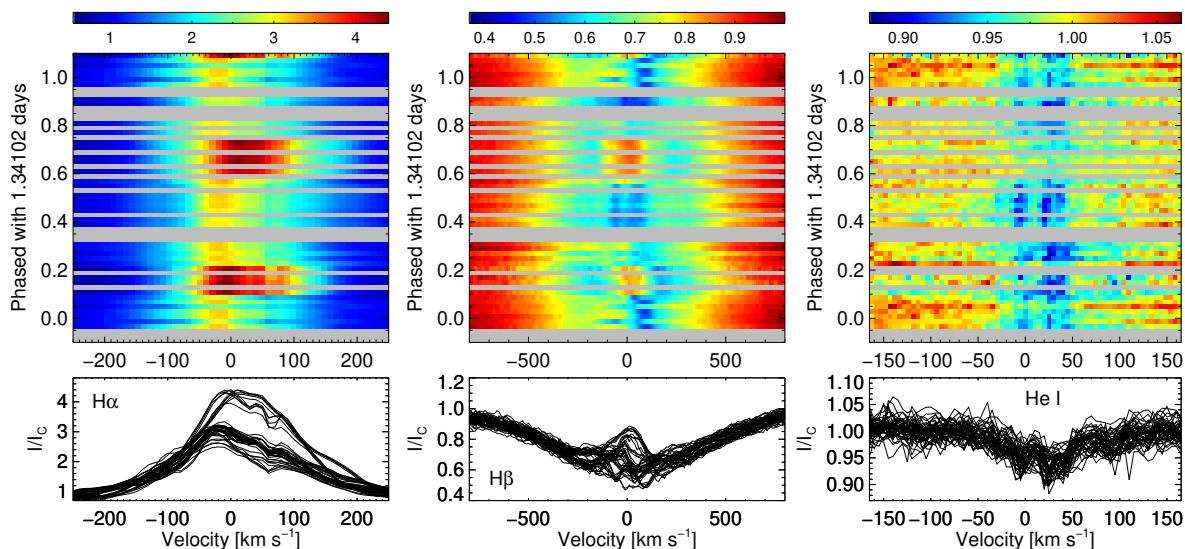 1 2 3 4
0.4 0.5 0.6 0.7 0.8 0.9
0.90 0.95 1.00 1.05
Phased with 1.34102 days
1.0
0.8
0.6
0.4
0.2
0.0
−200 −100 0 100 200
Phased with 1.34102 days
1.0
0.8
0.6
0.4
0.2
0.0
−500 0 500
Phased with 1.34102 days
1.0
0.8
0.6
0.4
0.2
0.0
−150 −100 −50 0 50 100 150
Hα
I/I_C
4
3
2
1
−200 −100 0 100 200
Velocity [km s⁻¹]
Hβ
I/I_C
1.2
1.0
0.8
0.6
0.4
−500 0 500
Velocity [km s⁻¹]
He I
I/I_C
1.10
1.05
1.00
0.95
0.90
−150 −100 −50 0 50 100 150
Velocity [km s⁻¹]